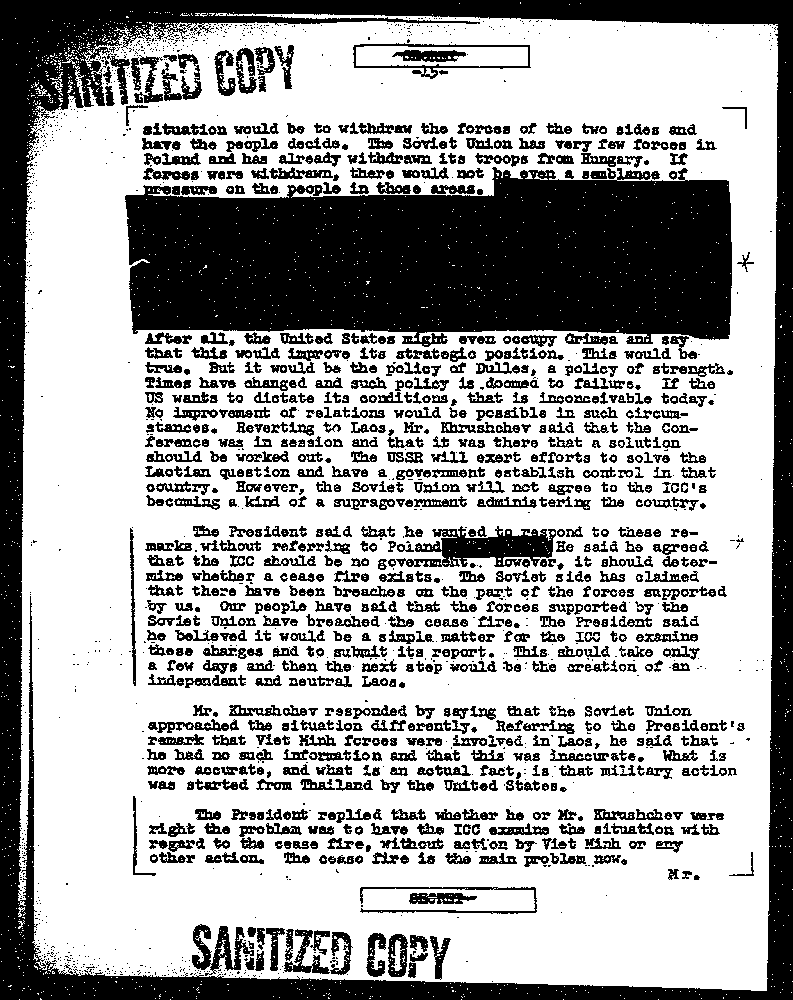 SANITIZED COPY
SECRET
-15-
situation would be to withdraw the forces of the two sides and
have the people decide. The Soviet Union has very few forces in
Poland and has already withdrawn its troops from Hungary. If
forces were withdrawn, there would not be even a semblance of
pressure on the people in those areas.
After all, the United States might even occupy Crimea and say
that this would improve its strategic position. This would be
true. But it would be the policy of Dulles, a policy of strength.
Times have changed and such policy is doomed to failure. If the
US wants to dictate its conditions, that is inconceivable today.
No improvement of relations would be possible in such circum-
stances. Reverting to Laos, Mr. Khrushchev said that the Con-
ference was in session and that it was there that a solution
should be worked out. The USSR will exert efforts to solve the
Laotian question and have a government establish control in that
country. However, the Soviet Union will not agree to the ICC's
becoming a kind of a supragovernment administering the country.
The President said that he wanted to respond to these re-
marks without referring to Poland He said he agreed
that the ICC should be no government. However, it should deter-
mine whether a cease fire exists. The Soviet side has claimed
that there have been breaches on the part of the forces supported
by us. Our people have said that the forces supported by the
Soviet Union have breached the cease fire. The President said
he believed it would be a simple matter for the ICC to examine
these charges and to submit its report. This should take only
a few days and then the next step would be the creation of an
independent and neutral Laos.
Mr. Khrushchev responded by saying that the Soviet Union
approached the situation differently. Referring to the President's
remark that Viet Minh forces were involved in Laos, he said that
he had no such information and that this was inaccurate. What is
more accurate, and what is an actual fact, is that military action
was started from Thailand by the United States.
The President replied that whether he or Mr. Khrushchev were
right the problem was to have the ICC examine the situation with
regard to the cease fire, without action by Viet Minh or any
other action. The cease fire is the main problem now.
Mr.
SECRET
SANITIZED COPY